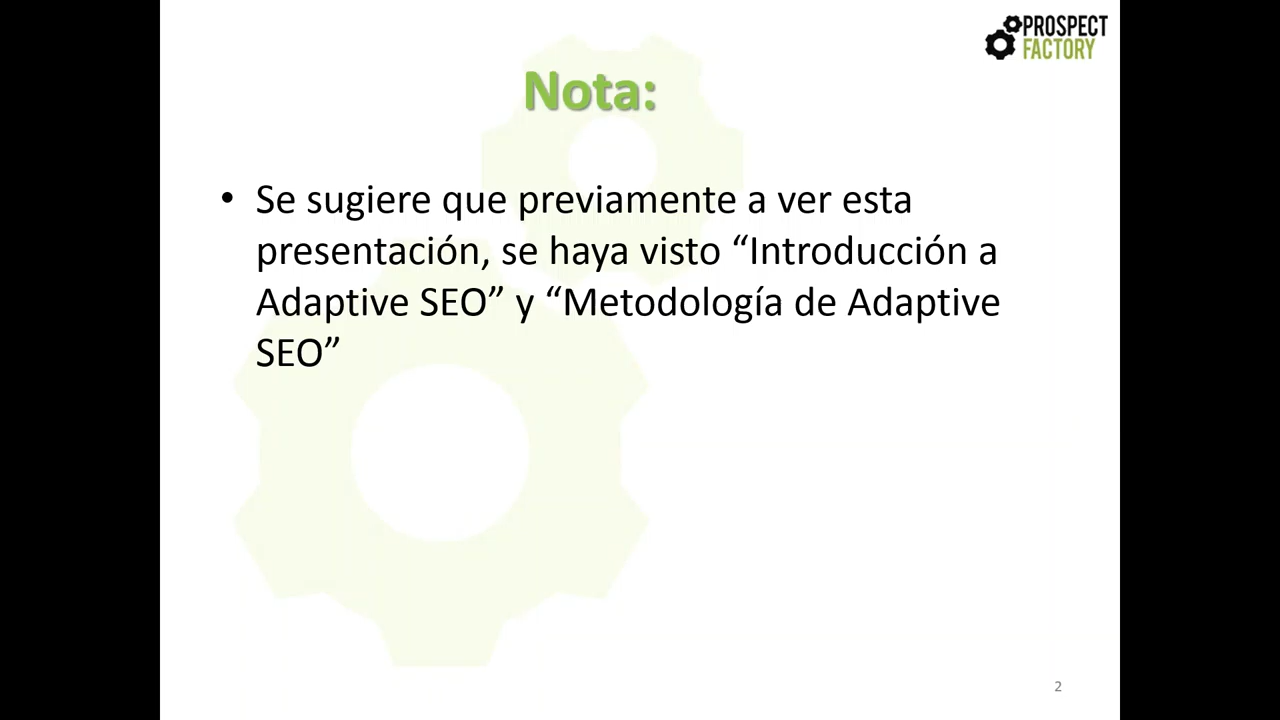 PROSPECT
FACTORY
Nota:
• Se sugiere que previamente a ver esta
presentación, se haya visto “Introducción a
Adaptive SEO” y “Metodología de Adaptive
SEO”
2